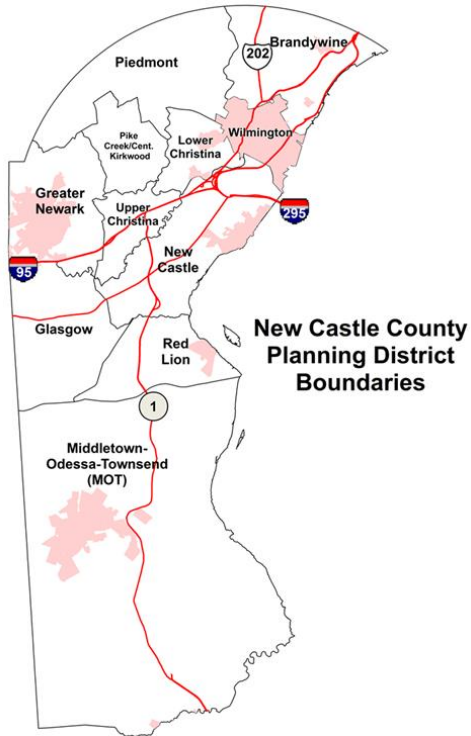 Brandywine
202
Piedmont
Pike
Creek/Cent.
Kirkwood
Lower
Christina
Wilmington
Greater
Newark
Upper
Christina
295
95
New
Castle
Glasgow
Red
Lion
New Castle County
Planning District
Boundaries
1
Middletown-
Odessa-Townsend
(MOT)